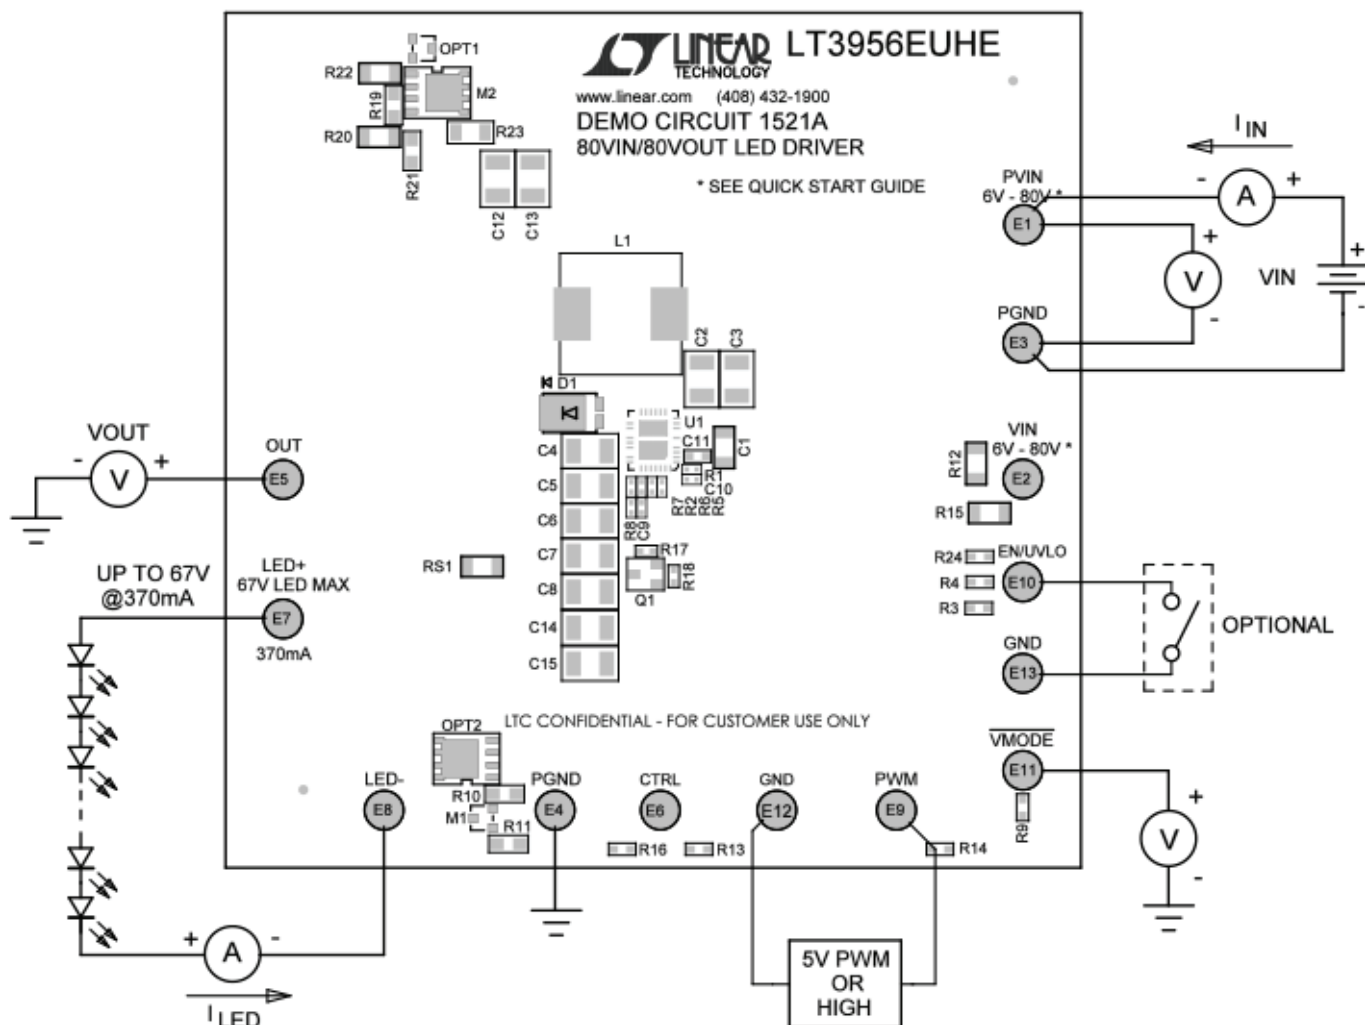 LINEAR
TECHNOLOGY
LT3956EUHE
www.linear.com (408) 432-1900
DEMO CIRCUIT 1521A
80VIN/80VOUT LED DRIVER
* SEE QUICK START GUIDE
OPT1
R22
R19
M2
R20
R21
R23
C12
C13
L1
I IN
PVIN
6V - 80V *
- A +
E1
+
V
-
VIN
+
-
PGND
E3
C2
C3
D1
U1
C11
C1
R1
C10
C4
C5
C6
C7
C8
C14
C15
R7
R2
R6
R5
R8
C9
R17
R18
Q1
RS1
VOUT
- V +
OUT
E5
UP TO 67V
@370mA
LED+
67V LED MAX
E7
370mA
VIN
6V - 80V *
R12
E2
R15
R24
EN/UVLO
R4
E10
R3
OPTIONAL
GND
E13
LTC CONFIDENTIAL - FOR CUSTOMER USE ONLY
OPT2
VMODE
E11
R9
+
V
-
LED-
E8
R10
M1
R11
PGND
E4
CTRL
E6
R16
R13
GND
E12
PWM
E9
R14
+ A -
I LED
5V PWM
OR
HIGH